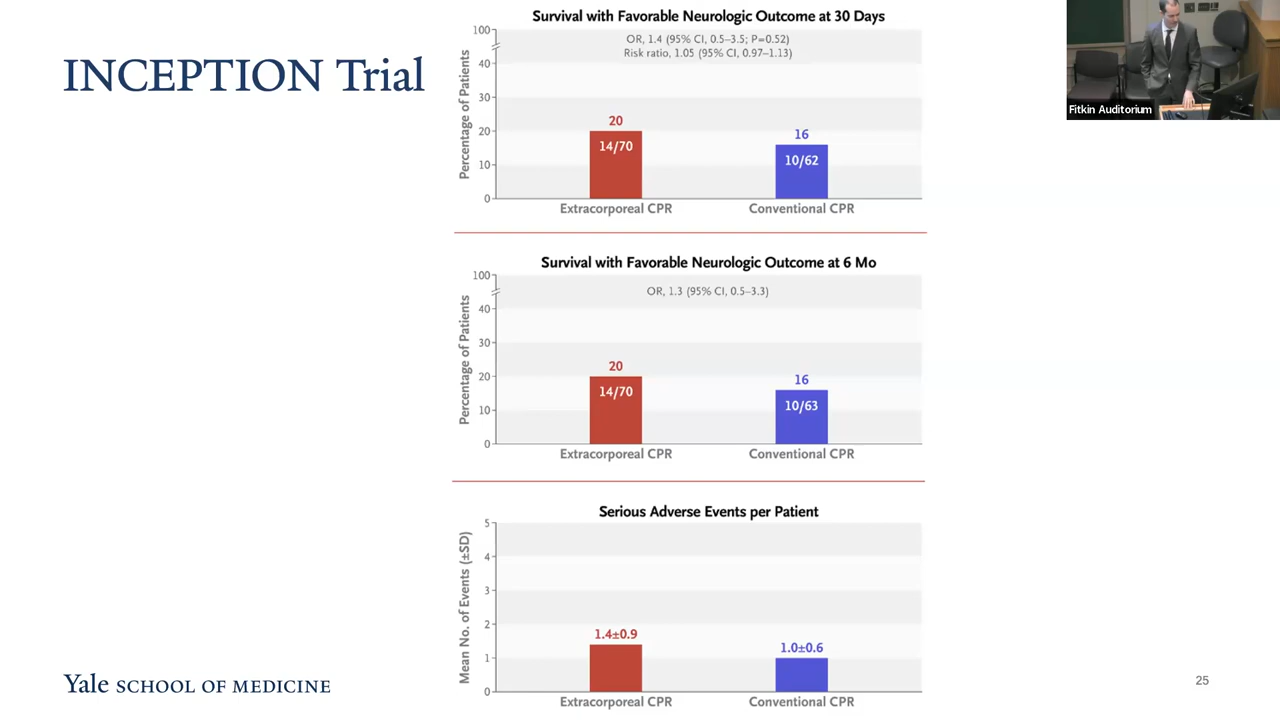 INCEPTION Trial
Survival with Favorable Neurologic Outcome at 30 Days
OR, 1.4 (95% CI, 0.5–3.5; P=0.52)
Risk ratio, 1.05 (95% CI, 0.97–1.13)
Percentage of Patients
100
40
30
20
10
0
20
14/70
16
10/62
Extracorporeal CPR
Conventional CPR
Survival with Favorable Neurologic Outcome at 6 Mo
OR, 1.3 (95% CI, 0.5–3.3)
Percentage of Patients
100
40
30
20
10
0
20
14/70
16
10/63
Extracorporeal CPR
Conventional CPR
Serious Adverse Events per Patient
Mean No. of Events (±SD)
5
4
3
2
1
0
1.4±0.9
1.0±0.6
Extracorporeal CPR
Conventional CPR
Yale SCHOOL OF MEDICINE
25
Fitkin Auditorium